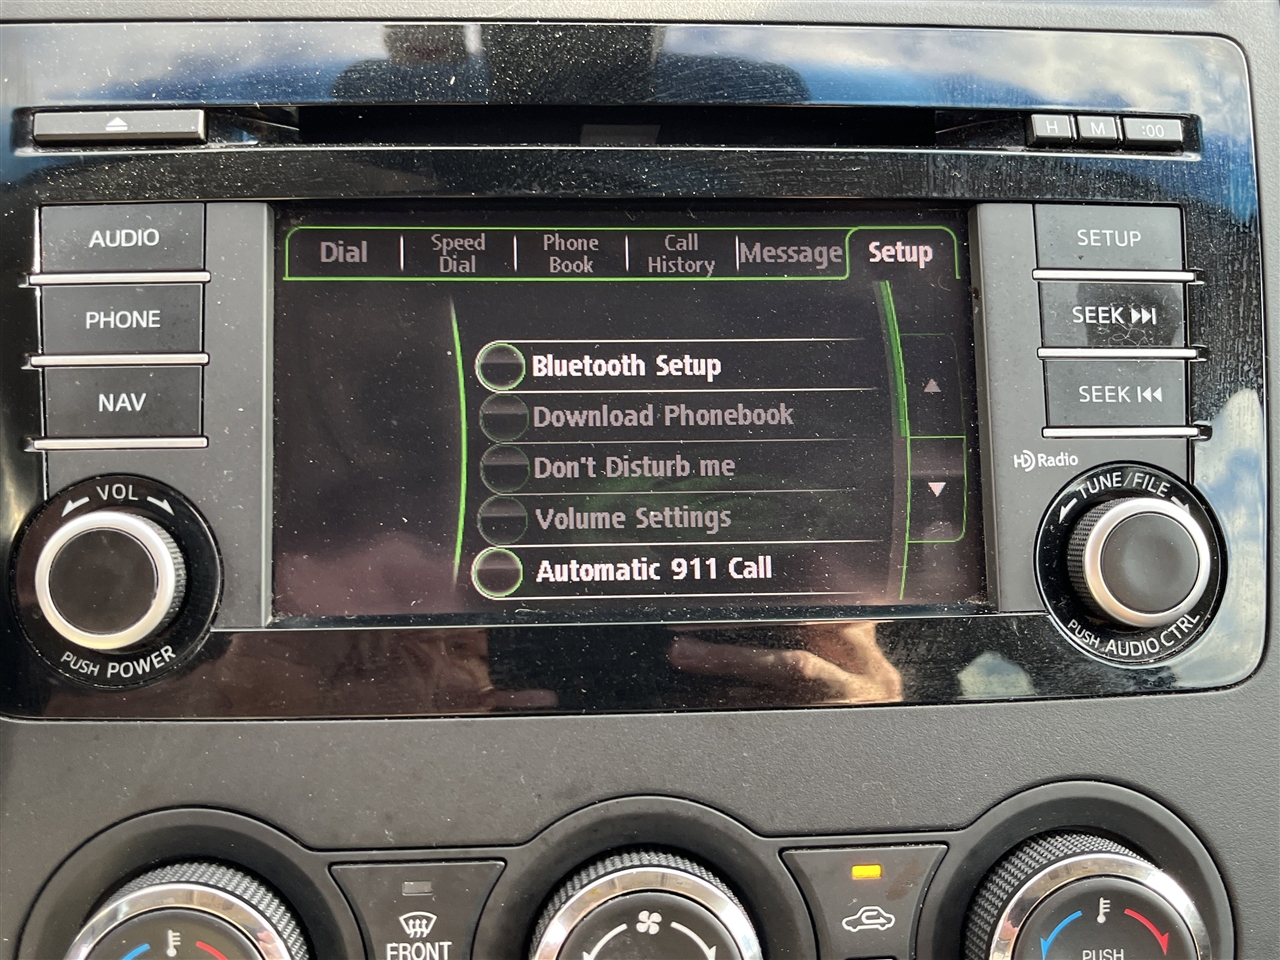 H M :00
AUDIO
PHONE
NAV
VOL
PUSH POWER
Dial
Speed
Dial
Phone
Book
Call
History
Message
Setup
Bluetooth Setup
Download Phonebook
Don't Disturb me
Volume Settings
Automatic 911 Call
SETUP
SEEK
SEEK
HD Radio
TUNE/FILE
PUSH AUDIO CTRL
FRONT
PUSH